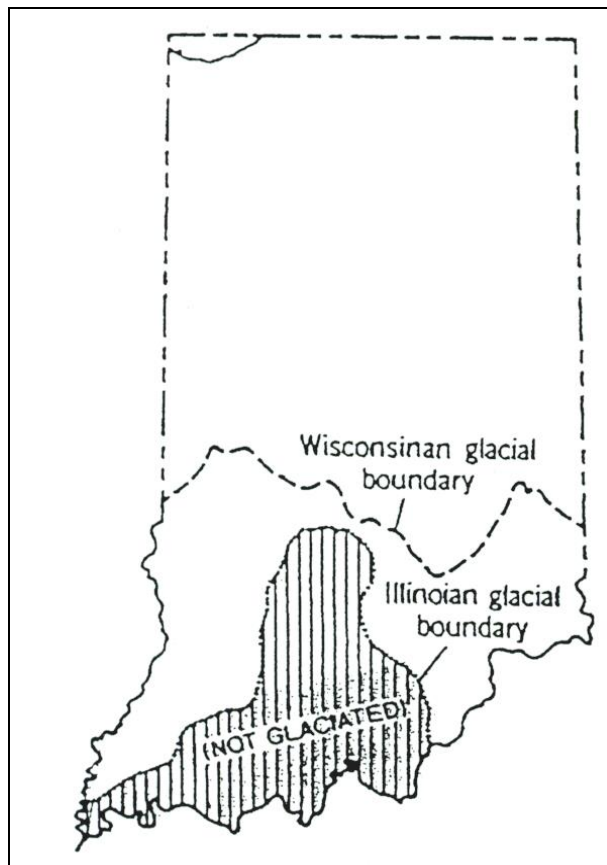 Wisconsinan glacial
boundary
Illinoian glacial
boundary
(NOT GLACIATED)